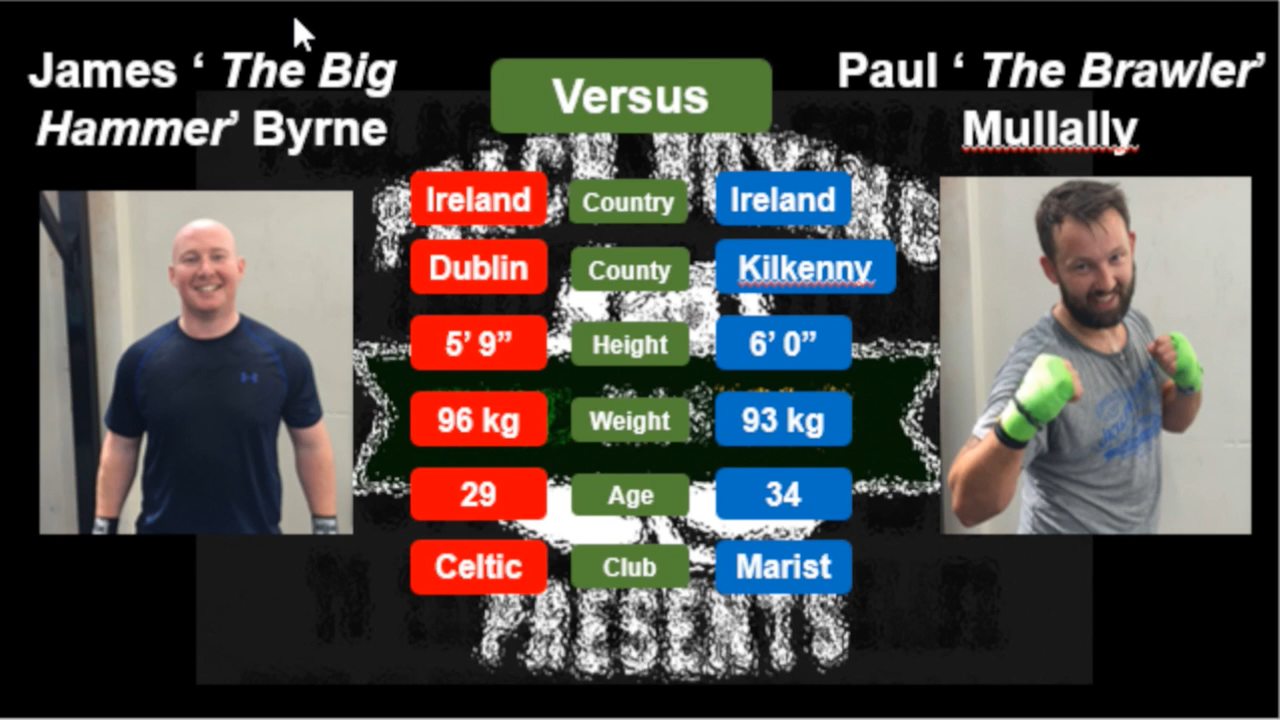 James ‘ The Big
Hammer’ Byrne
Versus
Paul ‘ The Brawler’
Mullally
Ireland Country Ireland
Dublin County Kilkenny
5’ 9” Height 6’ 0”
96 kg Weight 93 kg
29 Age 34
Celtic Club Marist
PRESENTS